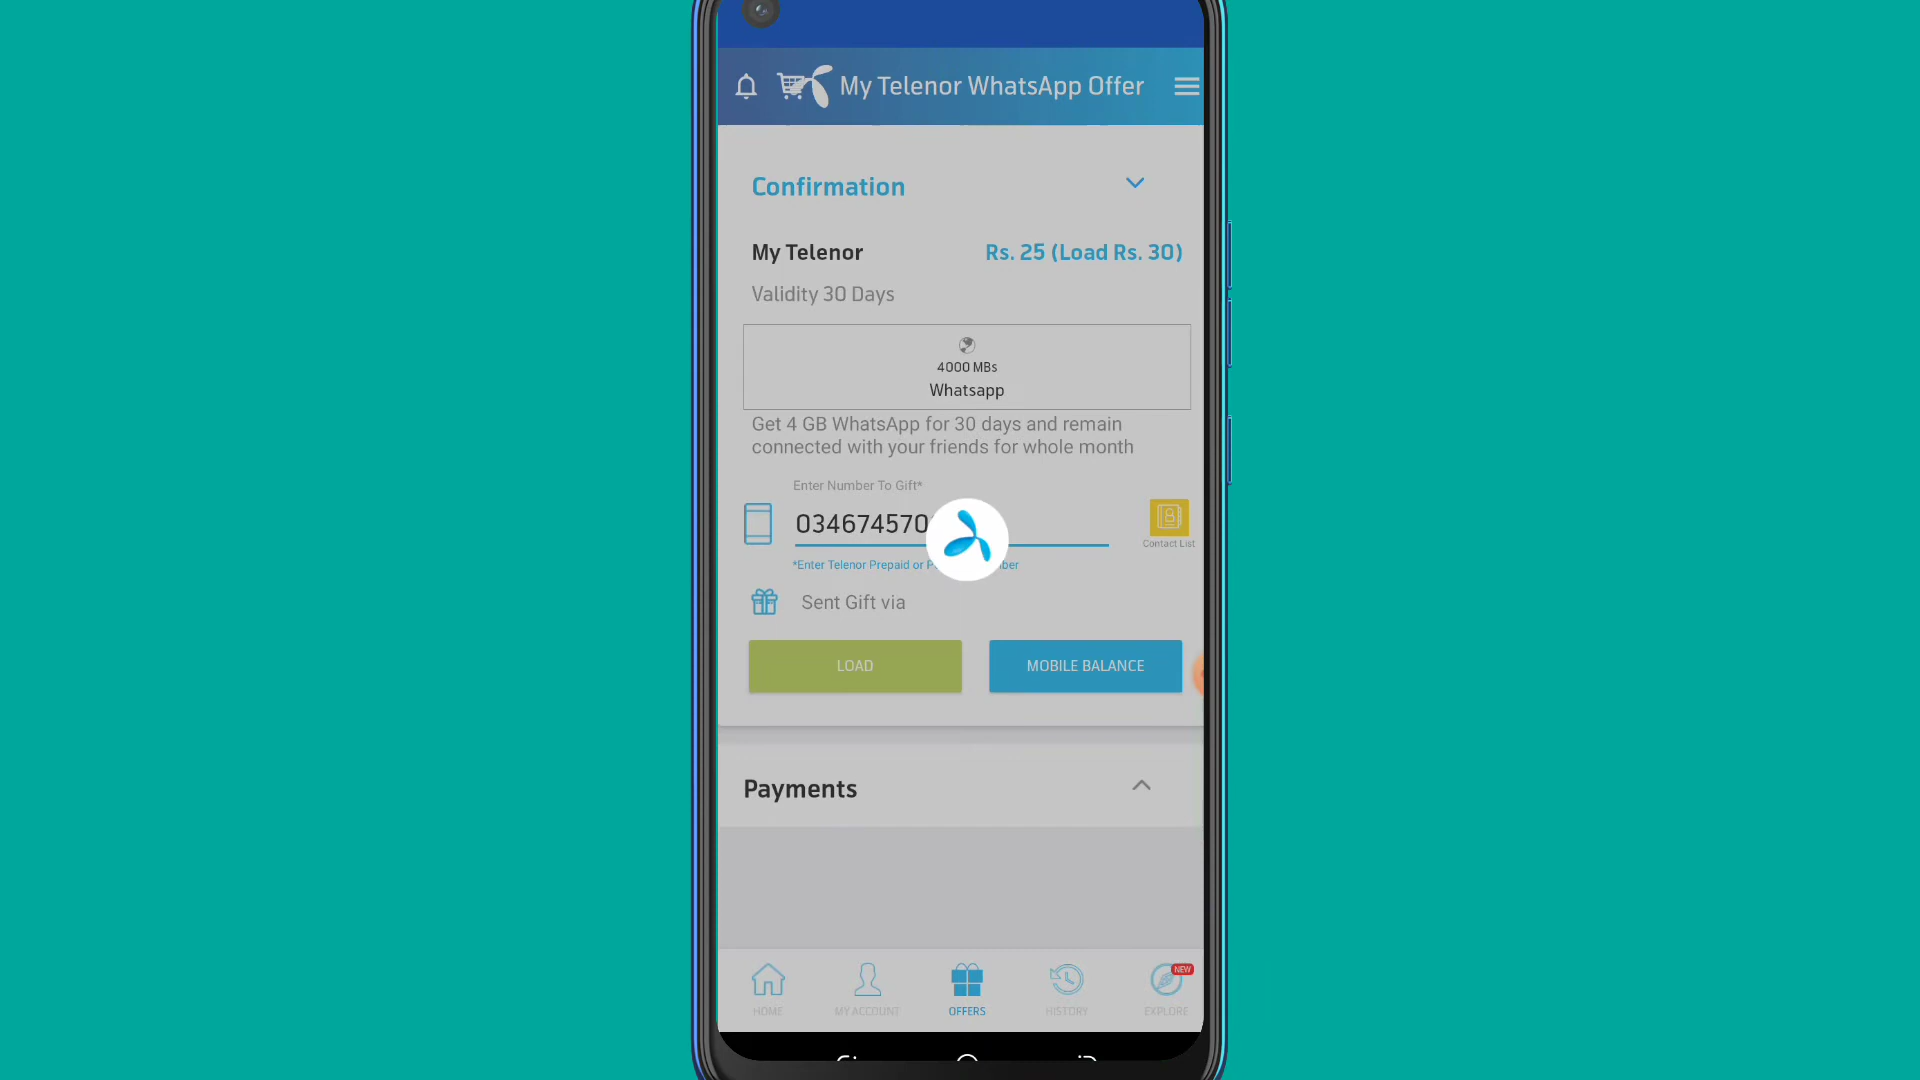 My Telenor WhatsApp Offer
Confirmation
My Telenor Rs. 25 (Load Rs. 30)
Validity 30 Days
4000 MBs
Whatsapp
Get 4 GB WhatsApp for 30 days and remain
connected with your friends for whole month
Enter Number To Gift*
Contact List
*Enter Telenor Prepaid or
Sent Gift via
LOAD MOBILE BALANCE
Payments
NEW
HOME MY ACCOUNT OFFERS HISTORY EXPLORE